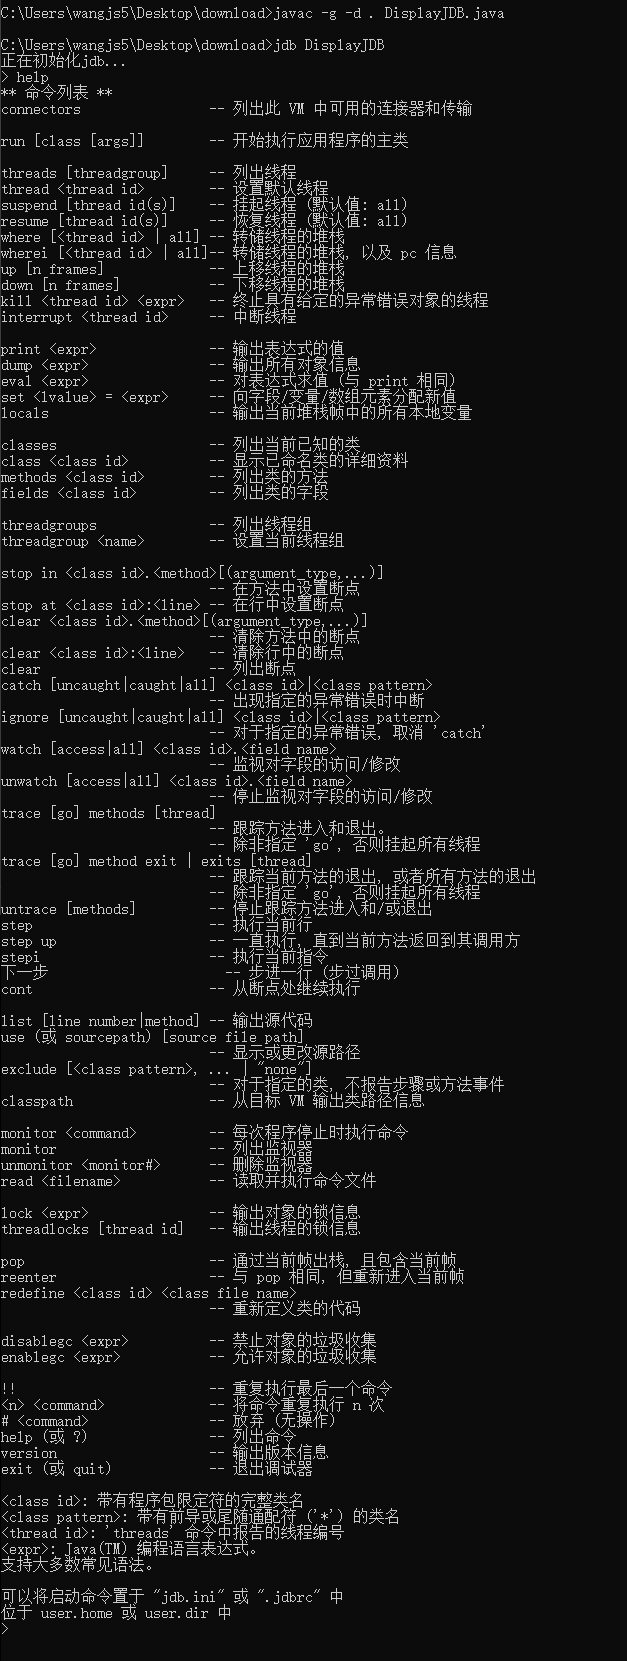 C:\Users\wangjs5\Desktop\download>javac -g -d . DisplayJDB.java
C:\Users\wangjs5\Desktop\download>jdb DisplayJDB
正在初始化jdb...
> help
** 命令列表 **
connectors -- 列出此 VM 中可用的连接器和传输
run [class [args]] -- 开始执行应用程序的主类
threads [threadgroup] -- 列出线程
thread <thread id> -- 设置默认线程
suspend [thread id(s)] -- 挂起线程 (默认值: all)
resume [thread id(s)] -- 恢复线程 (默认值: all)
where [<thread id> | all] -- 转储线程的堆栈
wherei [<thread id> | all]-- 转储线程的堆栈, 以及 pc 信息
up [n frames] -- 上移线程的堆栈
down [n frames] -- 下移线程的堆栈
kill <thread id> <expr> -- 终止具有给定的异常错误对象的线程
interrupt <thread id> -- 中断线程
print <expr> -- 输出表达式的值
dump <expr> -- 输出所有对象信息
eval <expr> -- 对表达式求值 (与 print 相同)
set <lvalue> = <expr> -- 向字段/变量/数组元素分配新值
locals -- 输出当前堆栈帧中的所有本地变量
classes -- 列出当前已知的类
class <class id> -- 显示已命名类的详细资料
methods <class id> -- 列出类的方法
fields <class id> -- 列出类的字段
threadgroups -- 列出线程组
threadgroup <name> -- 设置当前线程组
stop in <class id>.<method>[(argument_type,...)]
-- 在方法中设置断点
stop at <class id>:<line> -- 在行中设置断点
clear <class id>.<method>[(argument_type,...)]
-- 清除方法中的断点
clear <class id>:<line> -- 清除行中的断点
clear -- 列出断点
catch [uncaught|caught|all] <class id>|<class pattern>
-- 出现指定的异常错误时中断
ignore [uncaught|caught|all] <class id>|<class pattern>
-- 对于指定的异常错误, 取消 'catch'
watch [access|all] <class id>.<field name>
-- 监视对字段的访问/修改
unwatch [access|all] <class id>.<field name>
-- 停止监视对字段的访问/修改
trace [go] methods [thread]
-- 跟踪方法进入和退出。
-- 除非指定 'go', 否则挂起所有线程
trace [go] method exit | exits [thread]
-- 跟踪当前方法的退出, 或者所有方法的退出
-- 除非指定 'go', 否则挂起所有线程
untrace [methods] -- 停止跟踪方法进入和/或退出
step -- 执行当前行
step up -- 一直执行, 直到当前方法返回到其调用方
stepi -- 执行当前指令
下一步 -- 步进一行 (步过调用)
cont -- 从断点处继续执行
list [line number|method] -- 输出源代码
use (或 sourcepath) [source file path]
-- 显示或更改源路径
exclude [<class pattern>, ... | "none"]
-- 对于指定的类, 不报告步骤或方法事件
classpath -- 从目标 VM 输出类路径信息
monitor <command> -- 每次程序停止时执行命令
monitor -- 列出监视器
unmonitor <monitor#> -- 删除监视器
read <filename> -- 读取并执行命令文件
lock <expr> -- 输出对象的锁信息
threadlocks [thread id] -- 输出线程的锁信息
pop -- 通过当前帧出栈, 且包含当前帧
reenter -- 与 pop 相同, 但重新进入当前帧
redefine <class id> <class file name>
-- 重新定义类的代码
disablegc <expr> -- 禁止对象的垃圾收集
enablegc <expr> -- 允许对象的垃圾收集
!! -- 重复执行最后一个命令
<n> <command> -- 将命令重复执行 n 次
# <command> -- 放弃 (无操作)
help (或 ?) -- 列出命令
version -- 输出版本信息
exit (或 quit) -- 退出调试器
<class id>: 带有程序包限定符的完整类名
<class pattern>: 带有前导或尾随通配符 ('*') 的类名
<thread id>: 'threads' 命令中报告的线程编号
<expr>: Java(TM) 编程语言表达式。
支持大多数常见语法。
可以将启动命令置于 "jdb.ini" 或 ".jdbrc" 中
位于 user.home 或 user.dir 中
>